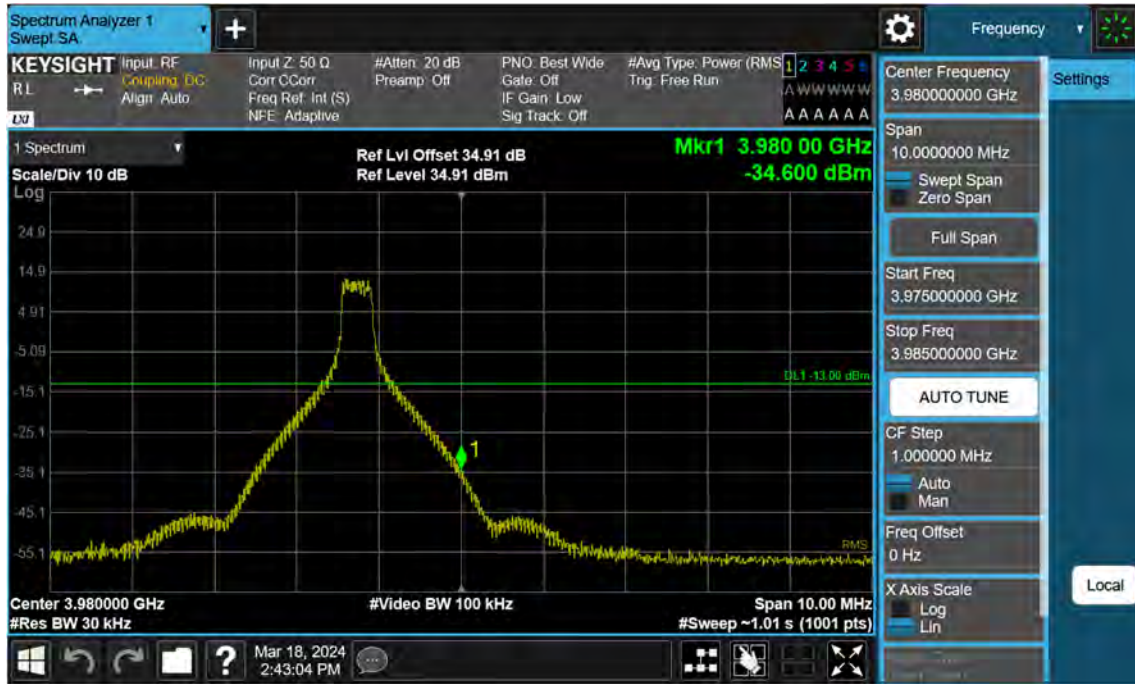 Spectrum Analyzer 1
Swept SA
+
Frequency
KEYSIGHT
RL
LXI
Input: RF
Coupling: DC
Align: Auto
Input Z: 50 Ω
Corr CCorr
Freq Ref: Int (S)
NFE: Adaptive
#Atten: 20 dB
Preamp: Off
PNO: Best Wide
Gate: Off
IF Gain: Low
Sig Track: Off
#Avg Type: Power (RMS
Trig: Free Run
1 2 3 4 5 6
A W W W W W
A A A A A A
1 Spectrum
Scale/Div 10 dB
Ref Lvl Offset 34.91 dB
Ref Level 34.91 dBm
Mkr1 3.980 00 GHz
-34.600 dBm
Log
24.9
14.9
4.91
-5.09
-15.1
-25.1
-35.1
-45.1
-55.1
DL1 -13.00 dBm
1
RMS
Center 3.980000 GHz
#Res BW 30 kHz
#Video BW 100 kHz
Span 10.00 MHz
#Sweep ~1.01 s (1001 pts)
Center Frequency
3.980000000 GHz
Settings
Span
10.0000000 MHz
Swept Span
Zero Span
Full Span
Start Freq
3.975000000 GHz
Stop Freq
3.985000000 GHz
AUTO TUNE
CF Step
1.000000 MHz
Auto
Man
Freq Offset
0 Hz
X Axis Scale
Log
Lin
Local
?
Mar 18, 2024
2:43:04 PM